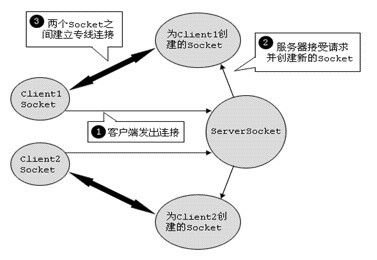 ❸ 两个Socket之
间建立专线连接
为Client1创
建的Socket
❷ 服务器接受请求
并创建新的Socket
Client1
Socket
ServerSocket
❶ 客户端发出连接
Client2
Socket
为Client2创
建的Socket